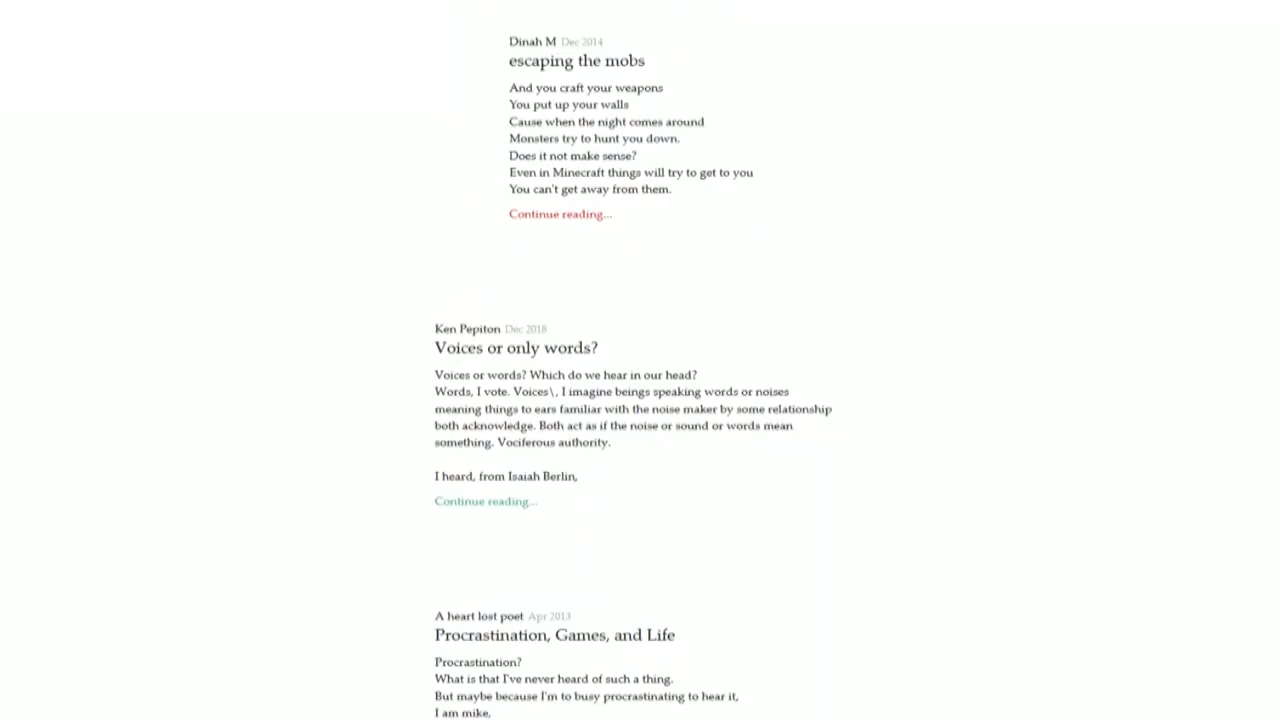 Dinah M Dec 2014
escaping the mobs
And you craft your weapons
You put up your walls
Cause when the night comes around
Monsters try to hunt you down.
Does it not make sense?
Even in Minecraft things will try to get to you
You can't get away from them.
Continue reading...
Ken Pepiton Dec 2018
Voices or only words?
Voices or words? Which do we hear in our head?
Words, I vote. Voices\, I imagine beings speaking words or noises
meaning things to ears familiar with the noise maker by some relationship
both acknowledge. Both act as if the noise or sound or words mean
something. Vociferous authority.
I heard, from Isaiah Berlin,
Continue reading...
A heart lost poet Apr 2013
Procrastination, Games, and Life
Procrastination?
What is that I've never heard of such a thing.
But maybe because I'm to busy procrastinating to hear it,
I am mike,